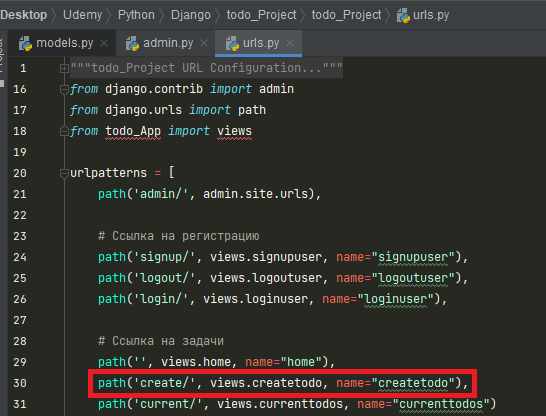 Desktop > Udemy > Python > Django > todo_Project > todo_Project > urls.py
models.py × admin.py × urls.py ×
1 """todo_Project URL Configuration..."""
16 from django.contrib import admin
17 from django.urls import path
18 from todo_App import views
19
20 urlpatterns = [
21 path('admin/', admin.site.urls),
22
23 # Ссылка на регистрацию
24 path('signup/', views.signupuser, name="signupuser"),
25 path('logout/', views.logoutuser, name="logoutuser"),
26 path('login/', views.loginuser, name="loginuser"),
27
28 # Ссылка на задачи
29 path('', views.home, name="home"),
30 path('create/', views.createtodo, name="createtodo"),
31 path('current/', views.currenttodos, name="currenttodos")